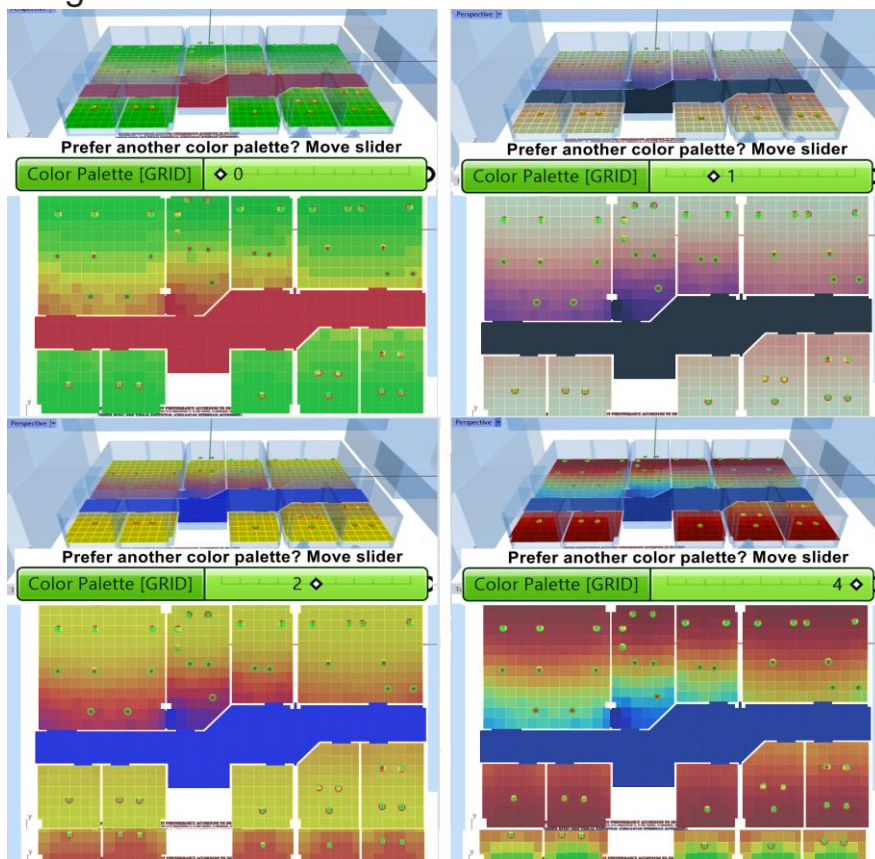 Perspective
Perspective
Prefer another color palette? Move slider
Prefer another color palette? Move slider
Color Palette [GRID] 0
Color Palette [GRID] 1
y
y
Perspective
Perspective
Prefer another color palette? Move slider
Prefer another color palette? Move slider
Color Palette [GRID] 2
Color Palette [GRID] 4
y
y